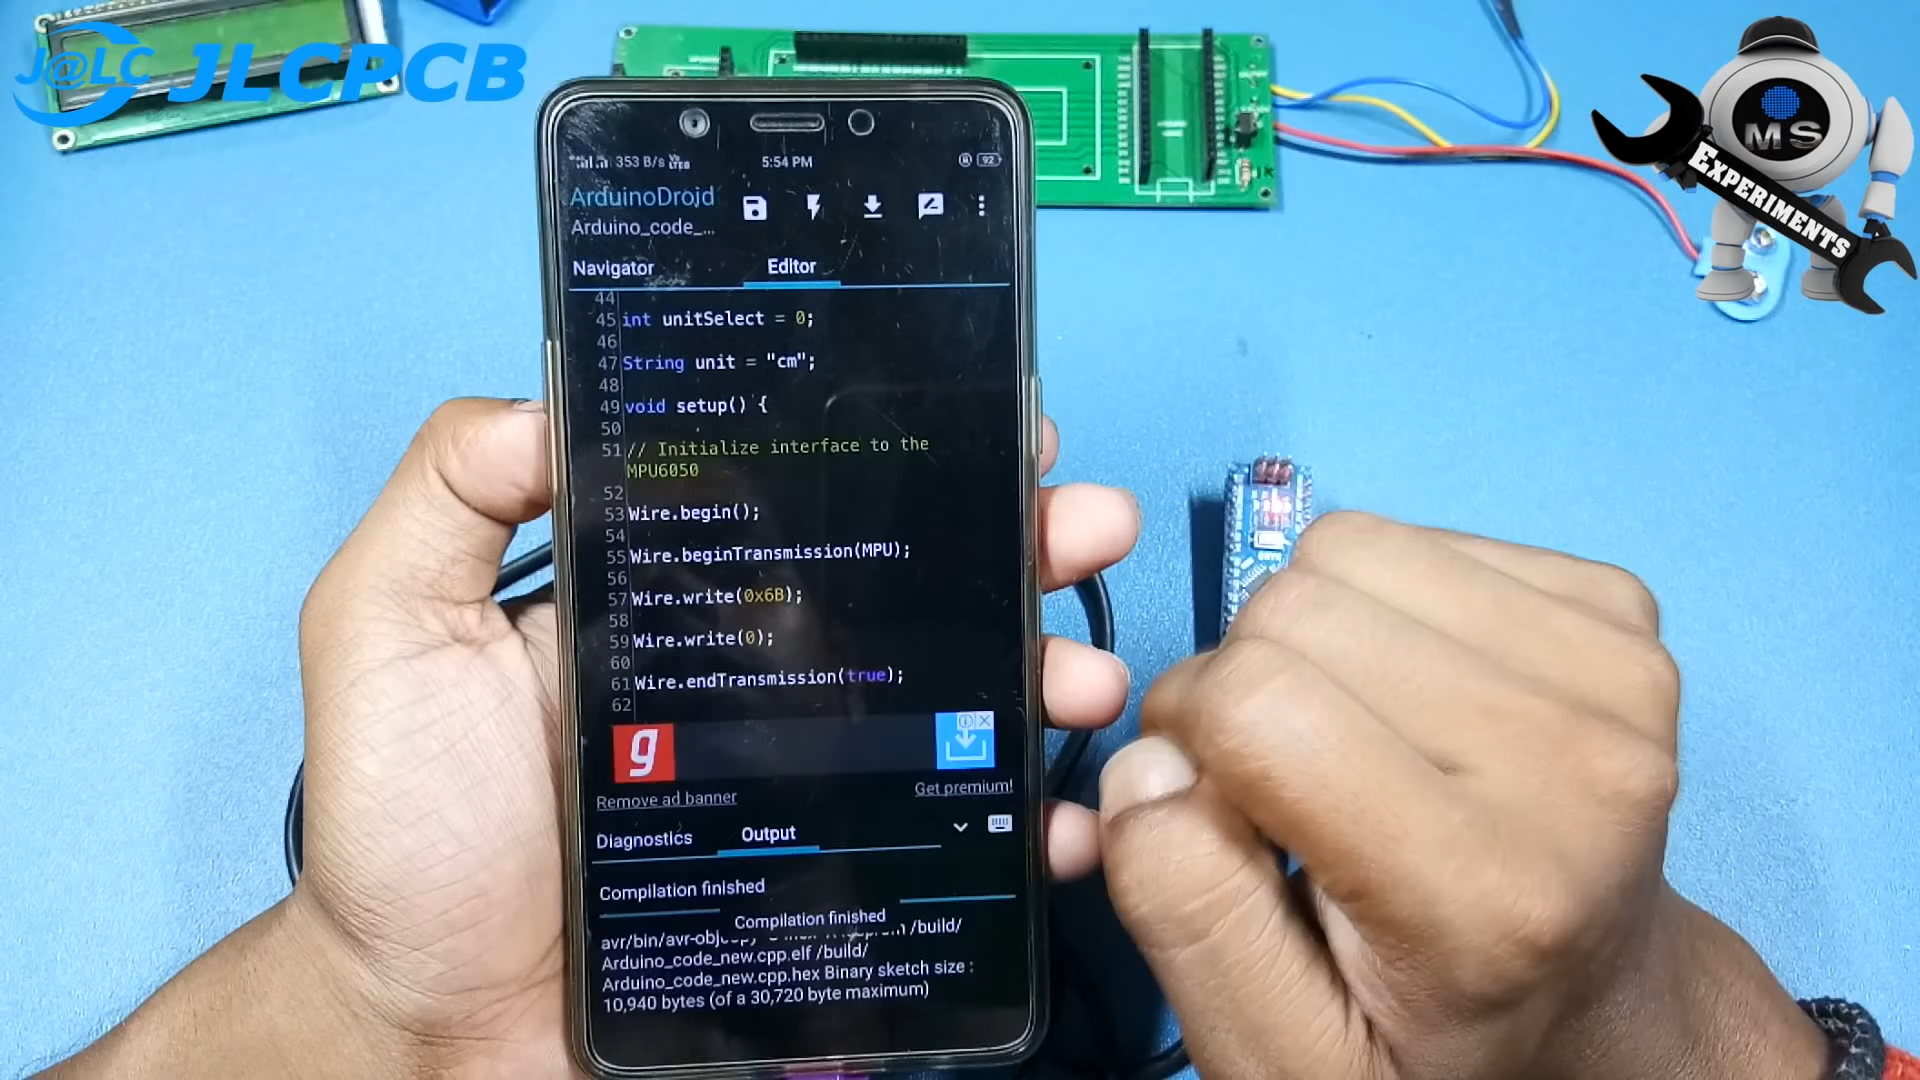 J@LC JLCPCB
MS
EXPERIMENTS
353 B/s
5:54 PM
92
ArduinoDroid
Arduino_code_...
Navigator
Editor
44
45 int unitSelect = 0;
46
47 String unit = "cm";
48
49 void setup() {
50
51 // Initialize interface to the
MPU6050
52
53 Wire.begin();
54
55 Wire.beginTransmission(MPU);
56
57 Wire.write(0x6B);
58
59 Wire.write(0);
60
61 Wire.endTransmission(true);
62
g
Remove ad banner
Get premium!
Diagnostics
Output
Compilation finished
Compilation finished
/build/
Arduino_code_new.cpp.elf /build/
Arduino_code_new.cpp.hex Binary sketch size :
10,940 bytes (of a 30,720 byte maximum)